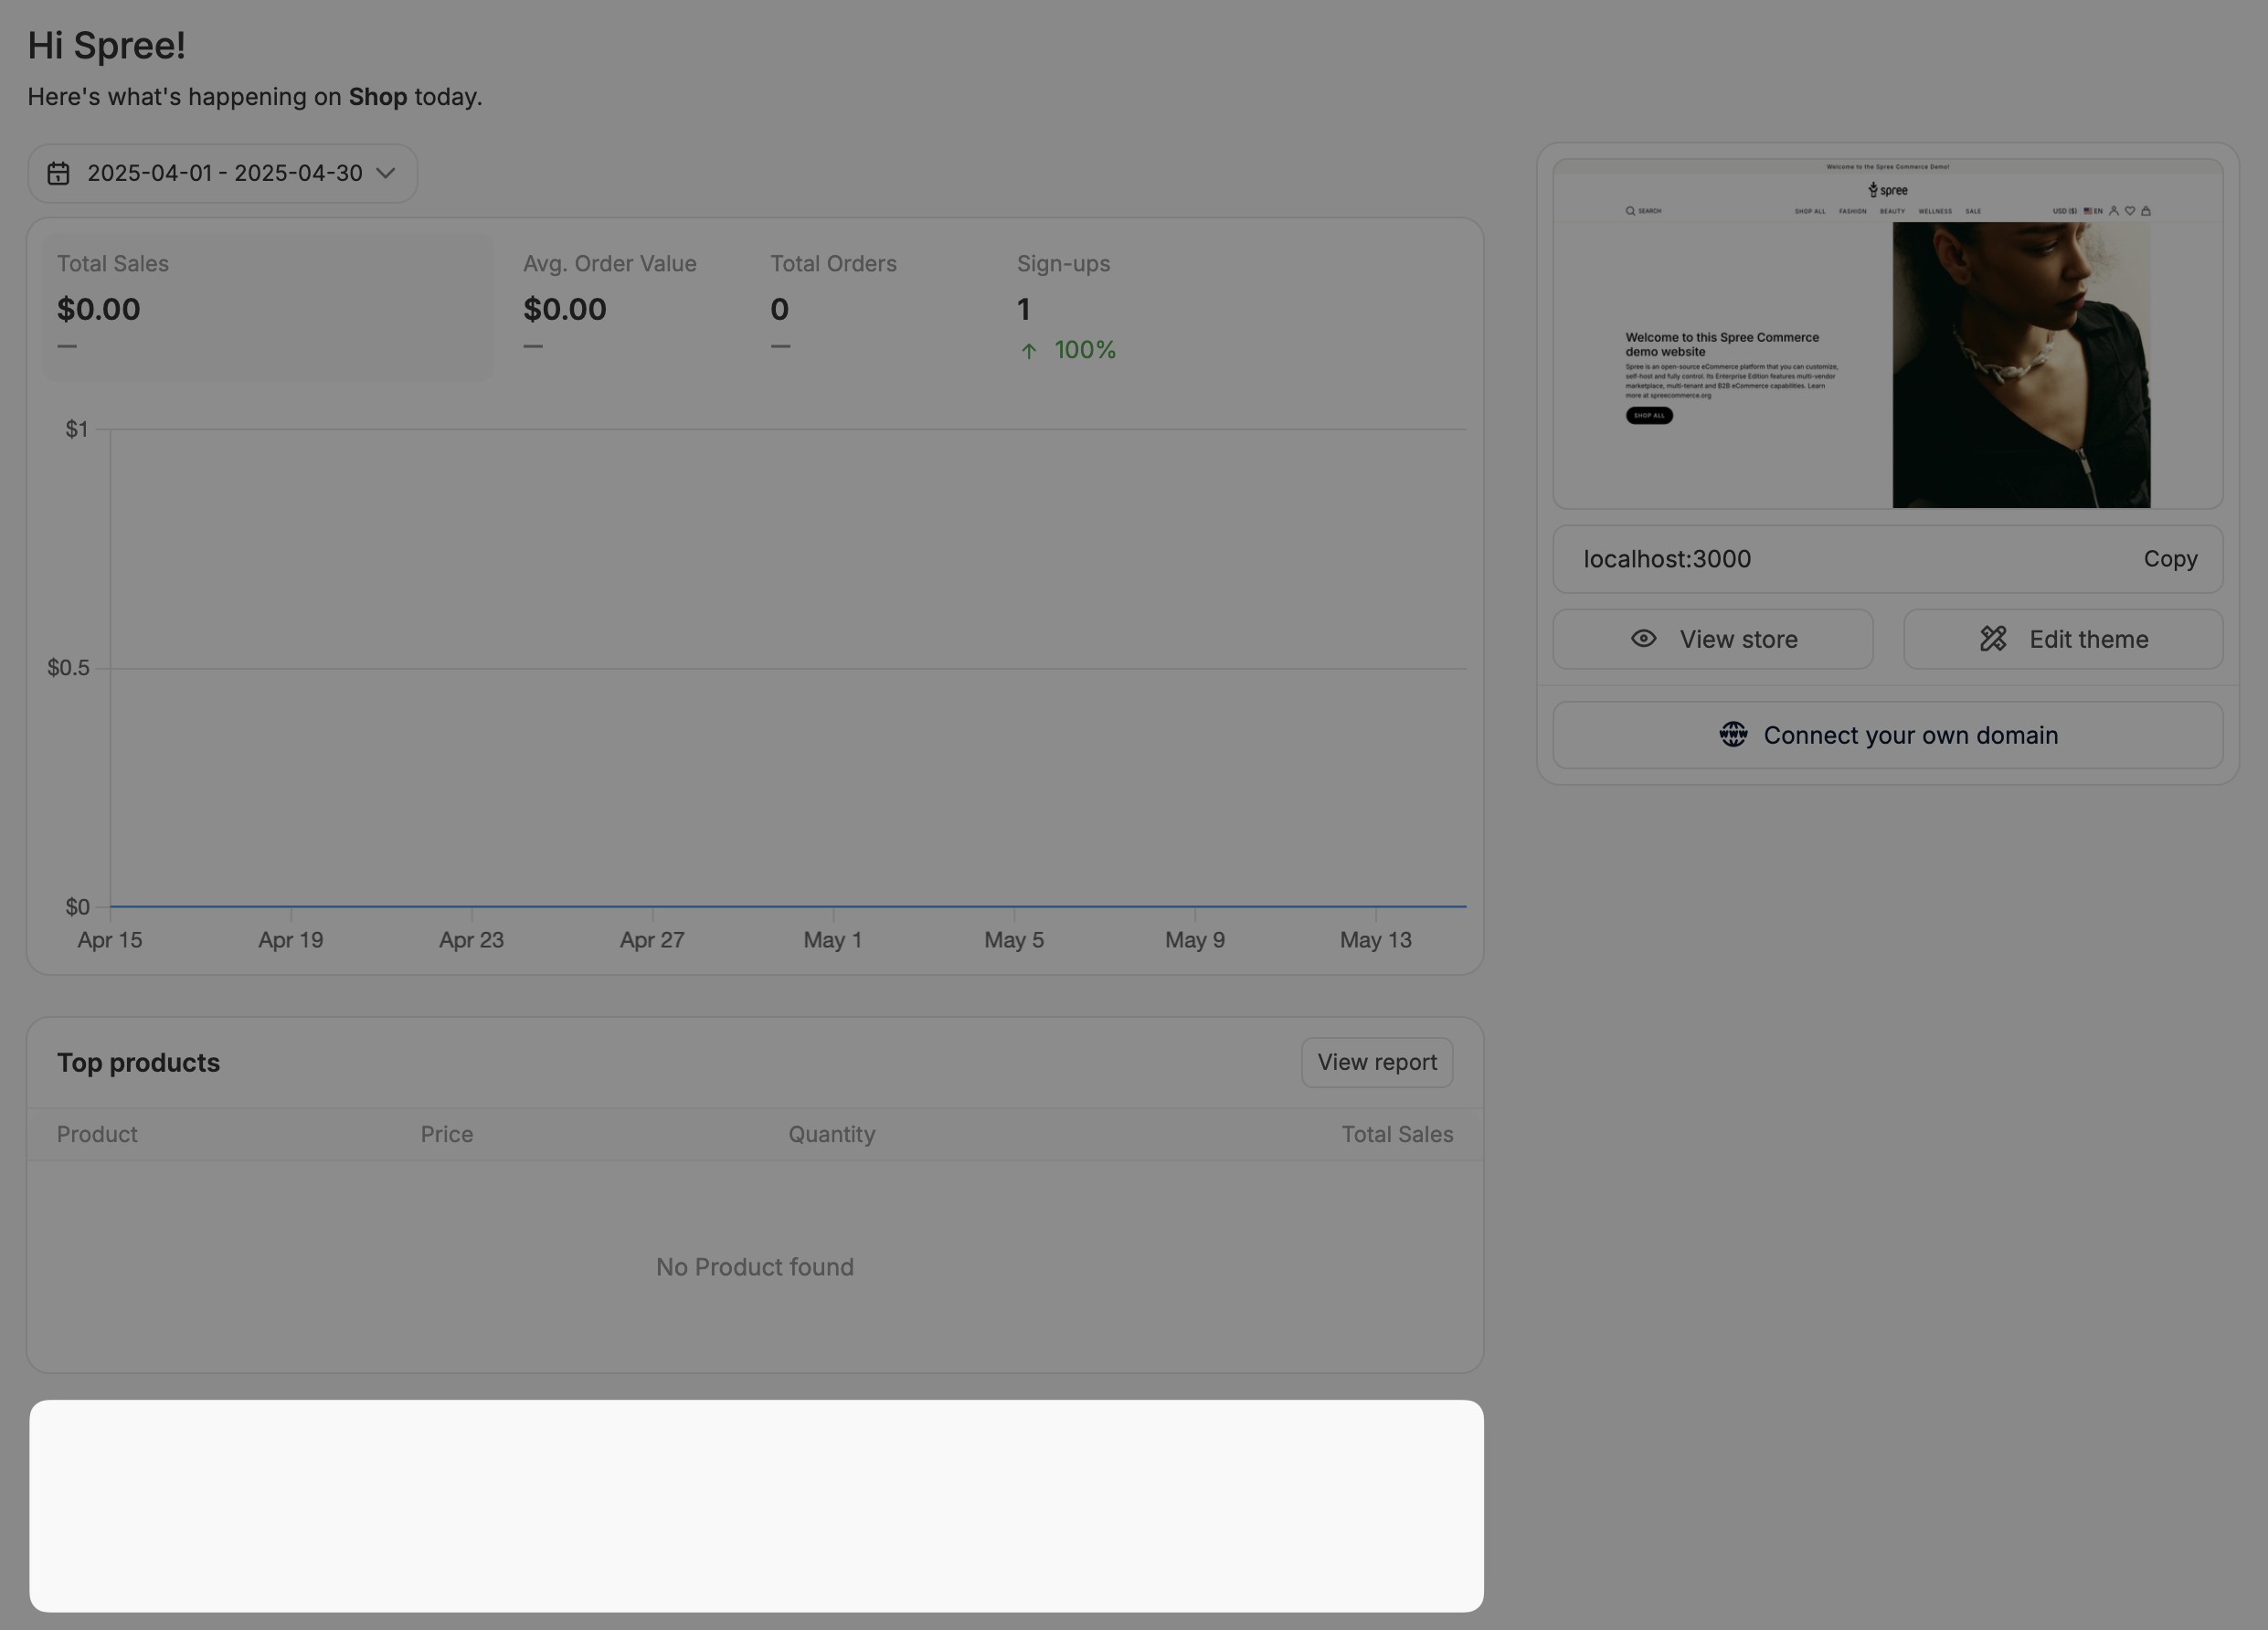 Hi Spree!
Here's what's happening on Shop today.
2025-04-01 - 2025-04-30
Total Sales
$0.00
—
Avg. Order Value
$0.00
—
Total Orders
0
—
Sign-ups
1
↑ 100%
$1
$0.5
$0
Apr 15 Apr 19 Apr 23 Apr 27 May 1 May 5 May 9 May 13
Top products
View report
Product Price Quantity Total Sales
No Product found
Welcome to the Spree Commerce Demo!
spree
SEARCH
SHOP ALL FASHION BEAUTY WELLNESS SALE
USD ($) EN
Welcome to this Spree Commerce
demo website
Spree is an open-source eCommerce platform that you can customize,
self-host and fully control. Its Enterprise Edition features multi-vendor
marketplace, multi-tenant and B2B eCommerce capabilities. Learn
more at spreecommerce.org
SHOP ALL
localhost:3000
Copy
View store
Edit theme
www
Connect your own domain